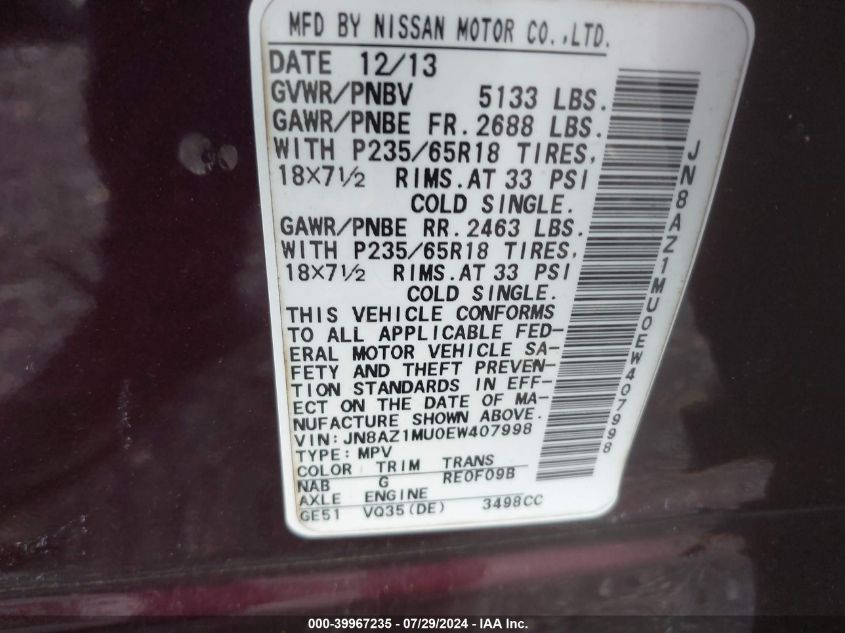 MFD BY NISSAN MOTOR CO.,LTD.
DATE 12/13
GVWR/PNBV 5133 LBS.
GAWR/PNBE FR. 2688 LBS.
WITH P235/65R18 TIRES,
18×7½ RIMS.AT 33 PSI
COLD SINGLE.
GAWR/PNBE RR. 2463 LBS.
WITH P235/65R18 TIRES,
18×7½ RIMS.AT 33 PSI
COLD SINGLE.
THIS VEHICLE CONFORMS
TO ALL APPLICABLE FED-
ERAL MOTOR VEHICLE SA-
FETY AND THEFT PREVEN-
TION STANDARDS IN EFF-
ECT ON THE DATE OF MA-
NUFACTURE SHOWN ABOVE.
VIN:JN8AZ1MU0EW407998
TYPE:MPV
COLOR TRIM TRANS
NAB G RE0F09B
AXLE ENGINE
GE51 VQ35(DE) 3498CC
JN8AZ1MU0EW407998
000-39967235 - 07/29/2024 - IAA Inc.